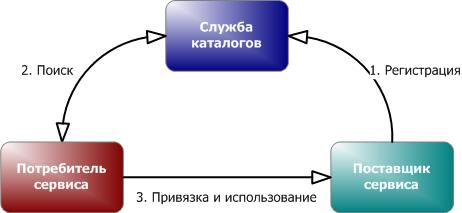 Служба
каталогов
2. Поиск
1. Регистрация
Потребитель
сервиса
Поставщик
сервиса
3. Привязка и использование